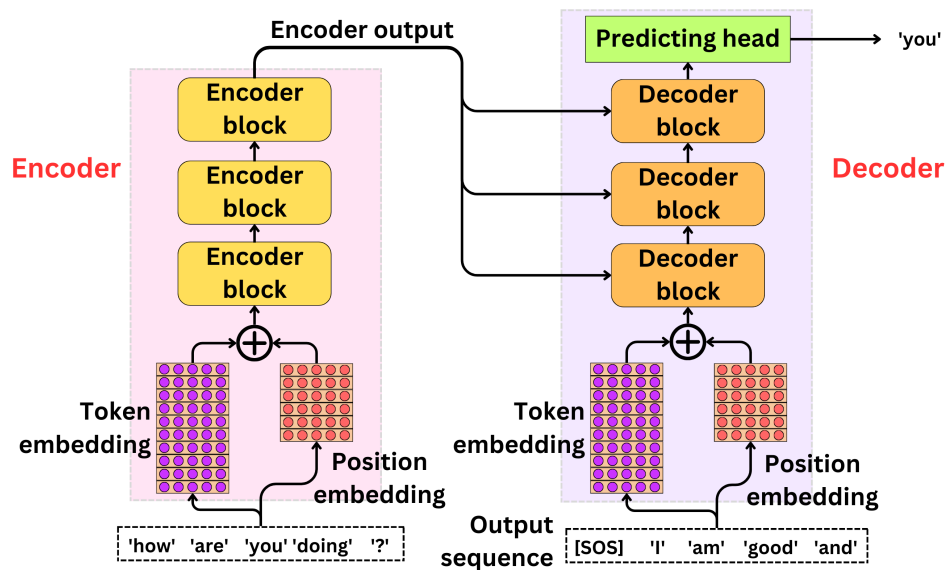 Encoder output
Predicting head
'you'
Encoder
block
Encoder
block
Encoder
block
Encoder
Decoder
block
Decoder
block
Decoder
block
Decoder
Token
embedding
Position
embedding
'how' 'are' 'you' 'doing' '?'
Token
embedding
Position
embedding
Output
sequence
[SOS] 'I' 'am' 'good' 'and'